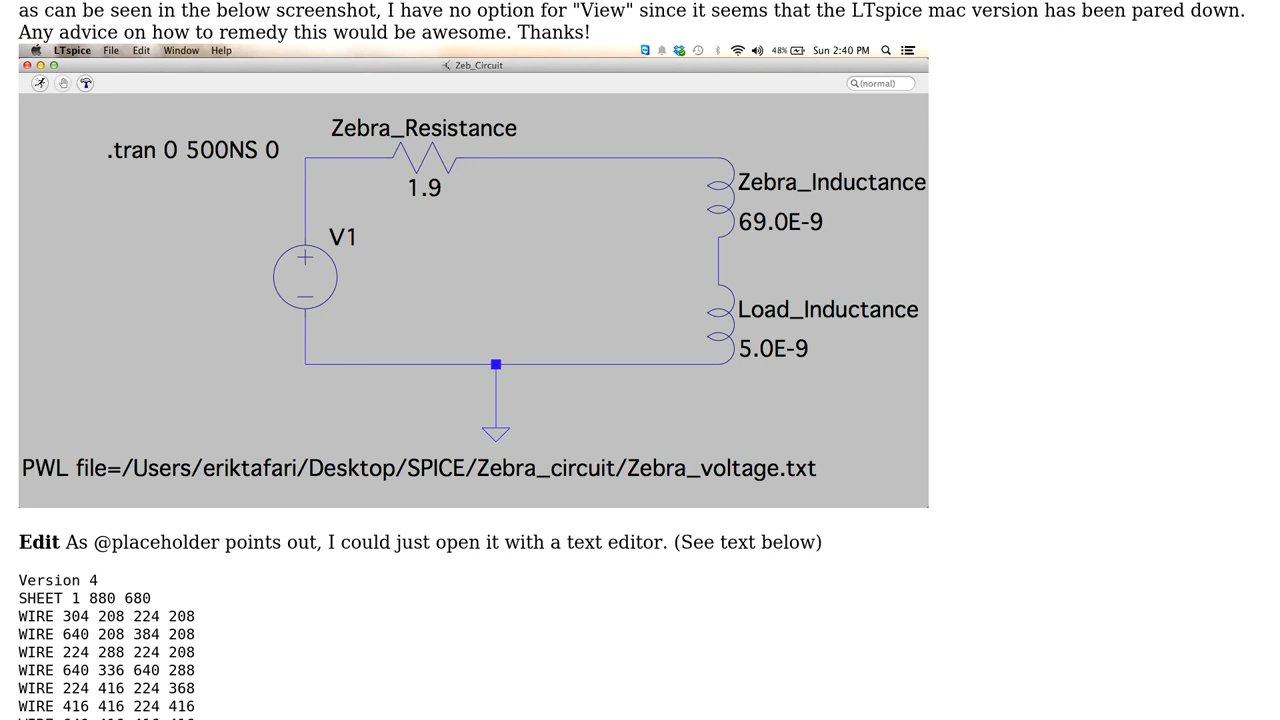 as can be seen in the below screenshot, I have no option for "View" since it seems that the LTspice mac version has been pared down.
Any advice on how to remedy this would be awesome. Thanks!
LTspice File Edit Window Help 48% Sun 2:40 PM
Zeb_Circuit
(normal)
Zebra_Resistance
.tran 0 500NS 0
1.9
Zebra_Inductance
69.0E-9
V1
Load_Inductance
5.0E-9
PWL file=/Users/eriktafari/Desktop/SPICE/Zebra_circuit/Zebra_voltage.txt
Edit As @placeholder points out, I could just open it with a text editor. (See text below)
Version 4
SHEET 1 880 680
WIRE 304 208 224 208
WIRE 640 208 384 208
WIRE 224 288 224 208
WIRE 640 336 640 288
WIRE 224 416 224 368
WIRE 416 416 224 416